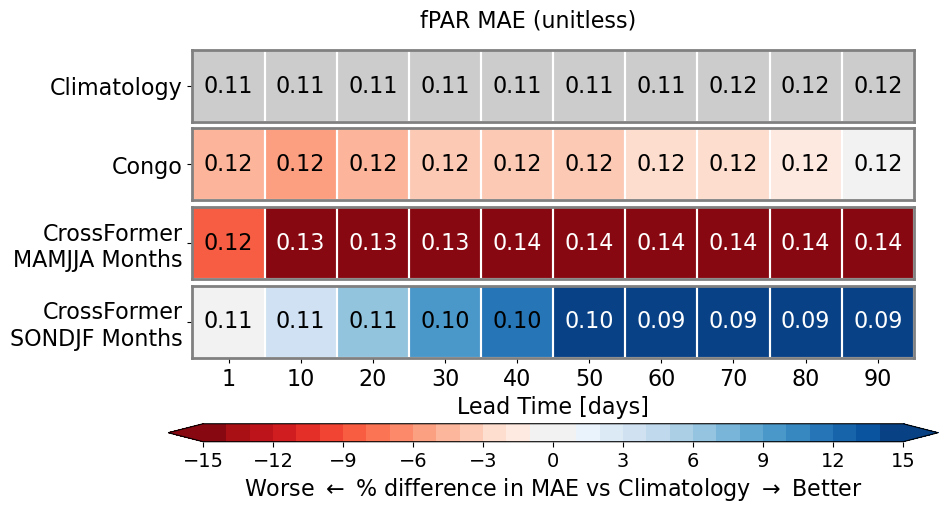 fPAR MAE (unitless)
Climatology 0.11 0.11 0.11 0.11 0.11 0.11 0.11 0.12 0.12 0.12
Congo 0.12 0.12 0.12 0.12 0.12 0.12 0.12 0.12 0.12 0.12
CrossFormer
MAMJJA Months 0.12 0.13 0.13 0.13 0.14 0.14 0.14 0.14 0.14 0.14
CrossFormer
SONDJF Months 0.11 0.11 0.11 0.10 0.10 0.10 0.09 0.09 0.09 0.09
1 10 20 30 40 50 60 70 80 90
Lead Time [days]
−15 −12 −9 −6 −3 0 3 6 9 12 15
Worse ← % difference in MAE vs Climatology → Better